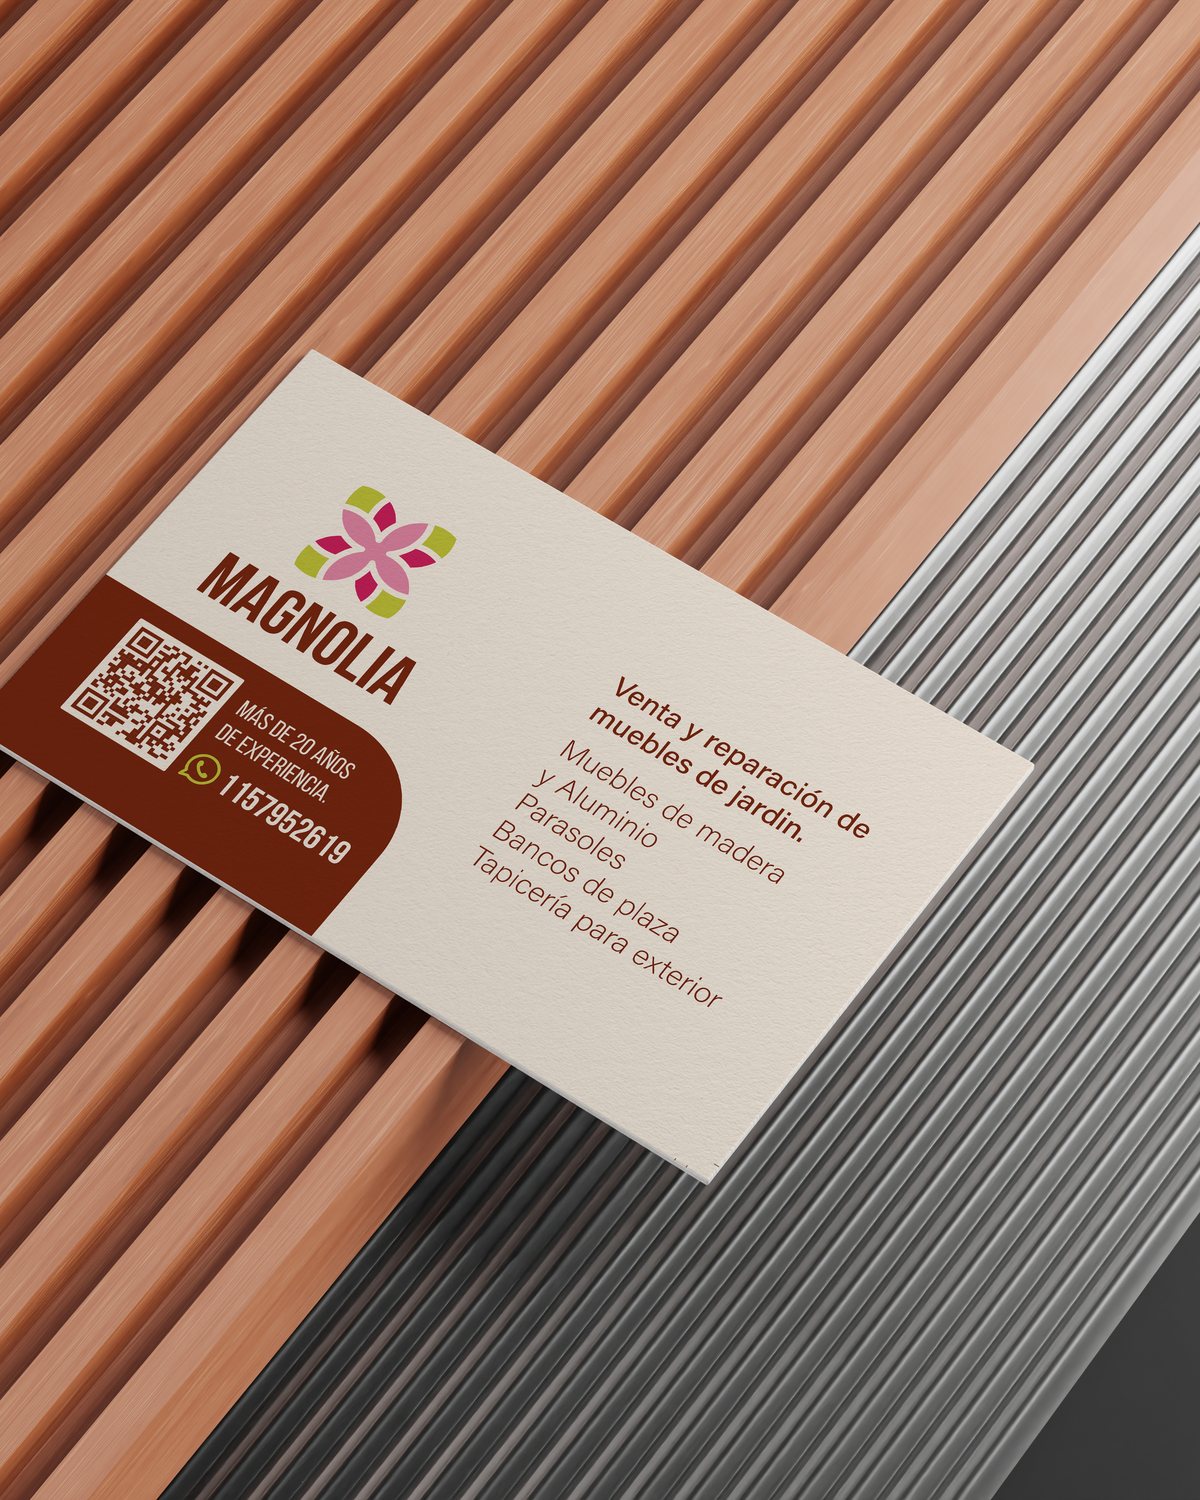 MAGNOLIA
MÁS DE 20 AÑOS
DE EXPERIENCIA.
1157952619
Venta y reparación de
muebles de jardin.
Muebles de madera
y Aluminio
Parasoles
Bancos de plaza
Tapicería para exterior